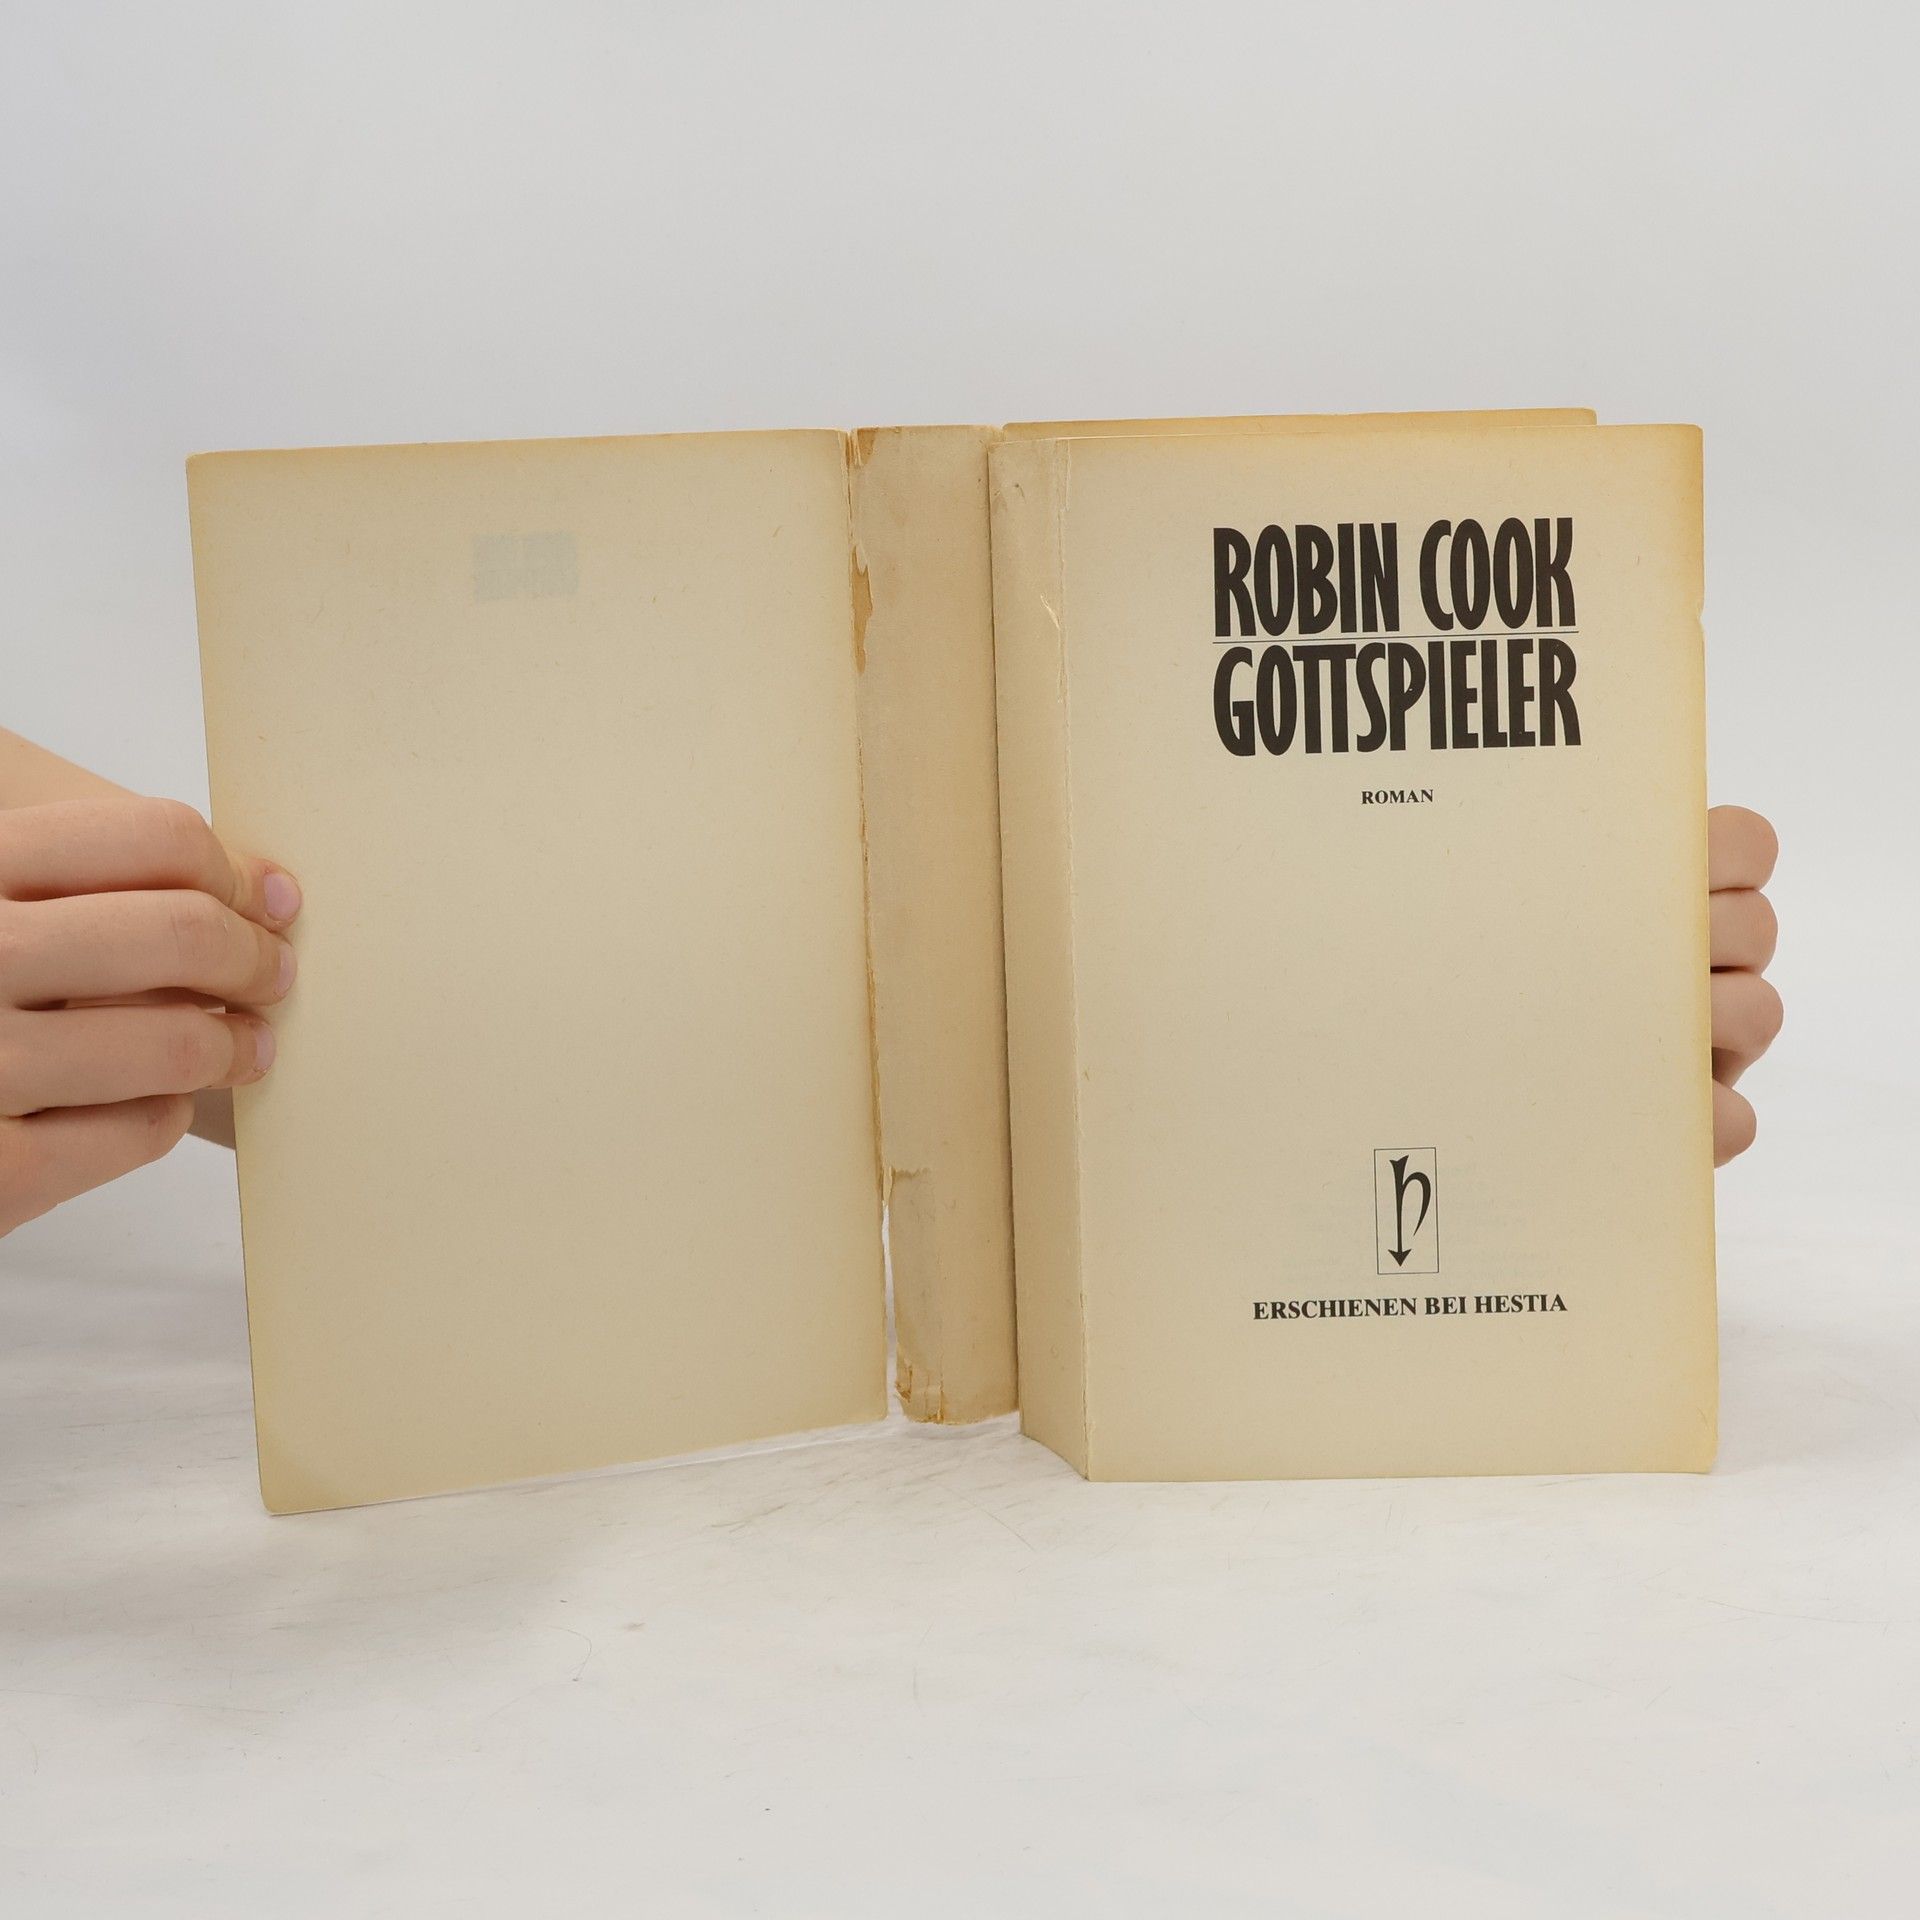 ROBIN COOK
GOTTSPIELER
ROMAN
h
ERSCHIENEN BEI HESTIA